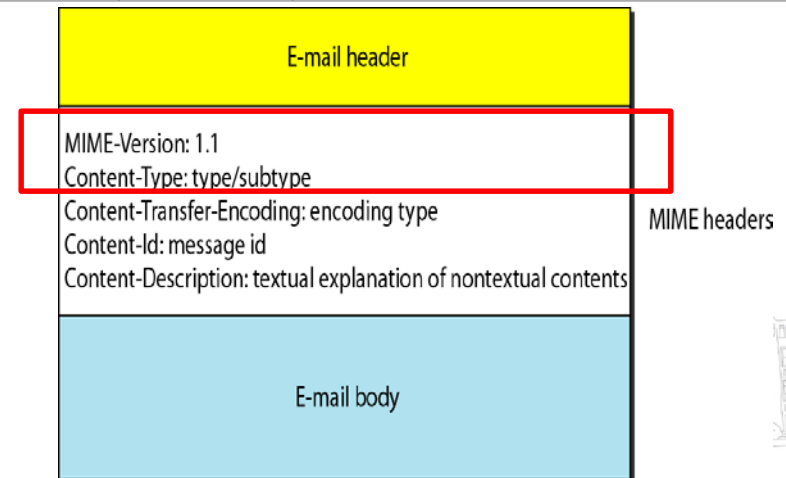 E-mail header
MIME-Version: 1.1
Content-Type: type/subtype
Content-Transfer-Encoding: encoding type
Content-Id: message id
Content-Description: textual explanation of nontextual contents
MIME headers
E-mail body